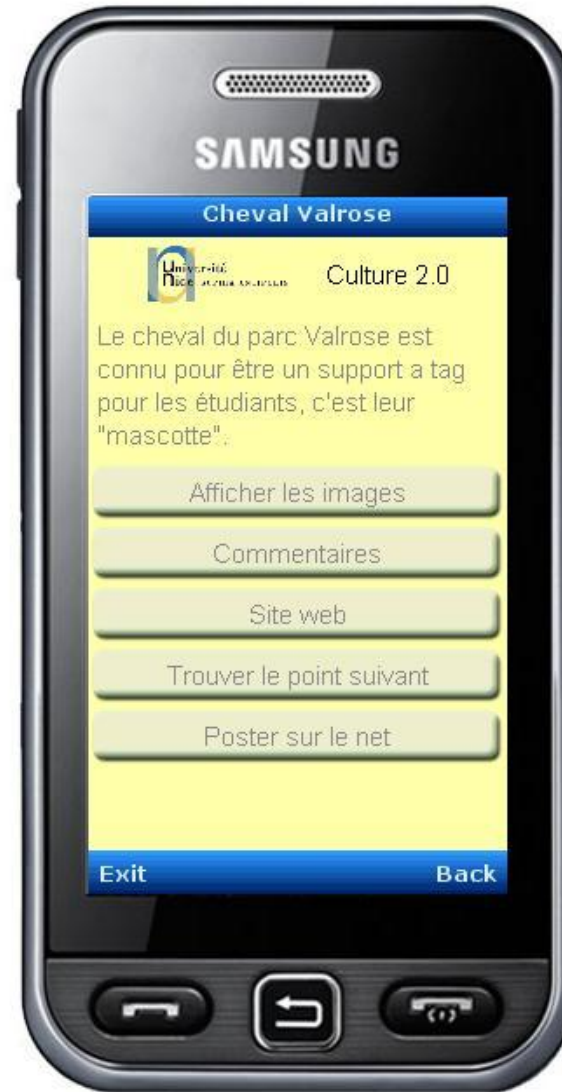 SAMSUNG
Cheval Valrose
Université
Nice
Culture 2.0
Le cheval du parc Valrose est
connu pour être un support a tag
pour les étudiants, c'est leur
"mascotte".
Afficher les images
Commentaires
Site web
Trouver le point suivant
Poster sur le net
Exit
Back